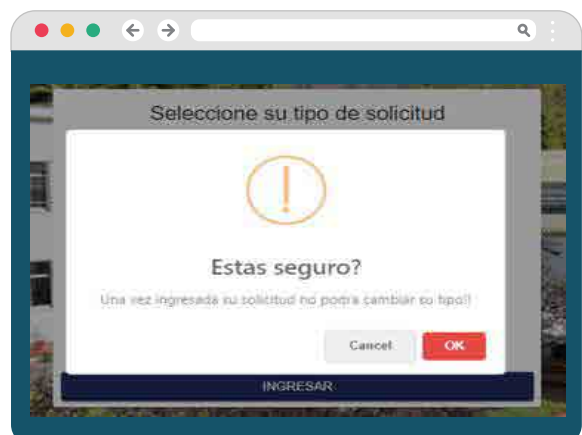 Seleccione su tipo de solicitud
Estas seguro?
Una vez ingresada su solicitud no podra cambiar su tipo!!
Cancel
OK
INGRESAR